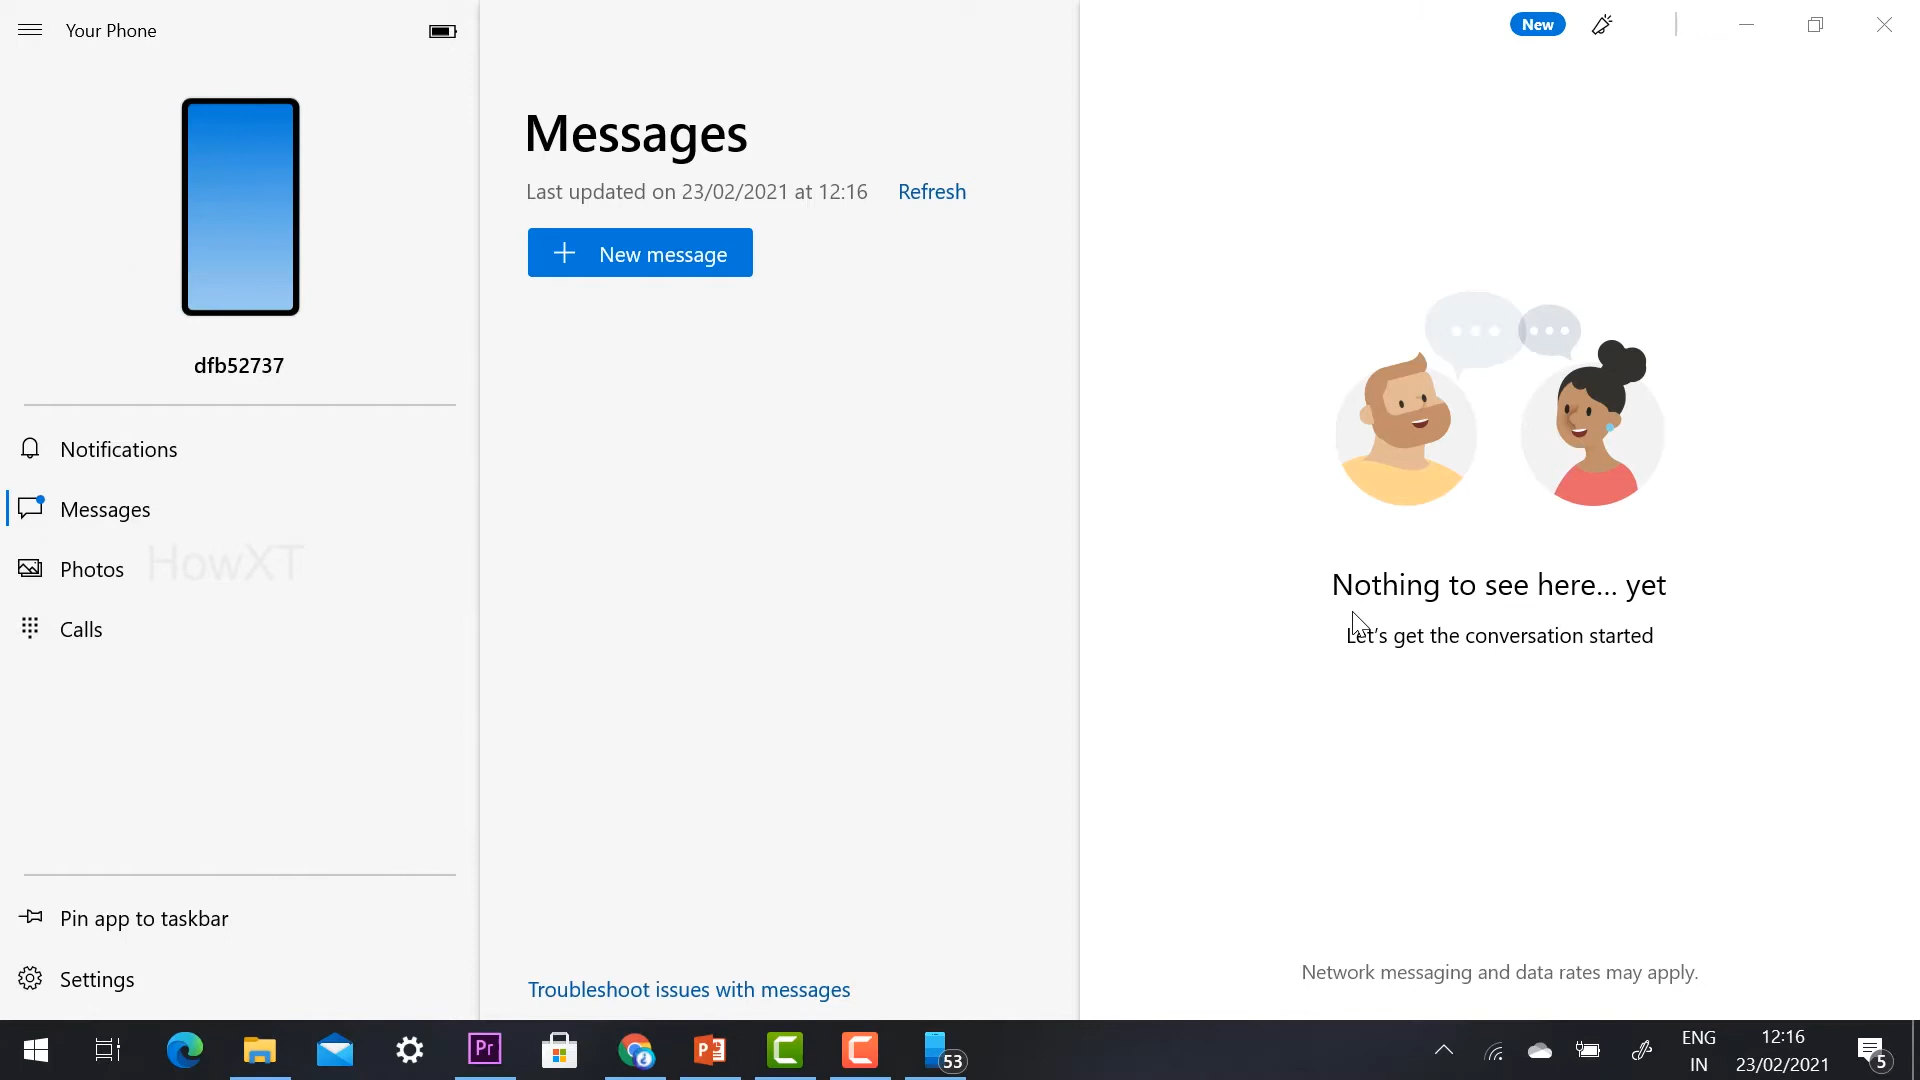 Your Phone
New
dfb52737
Notifications
Messages
Photos
Calls
HowXT
Pin app to taskbar
Settings
Messages
Last updated on 23/02/2021 at 12:16 Refresh
New message
Troubleshoot issues with messages
Nothing to see here... yet
Let's get the conversation started
Network messaging and data rates may apply.
Pr
53
ENG
IN
12:16
23/02/2021
5